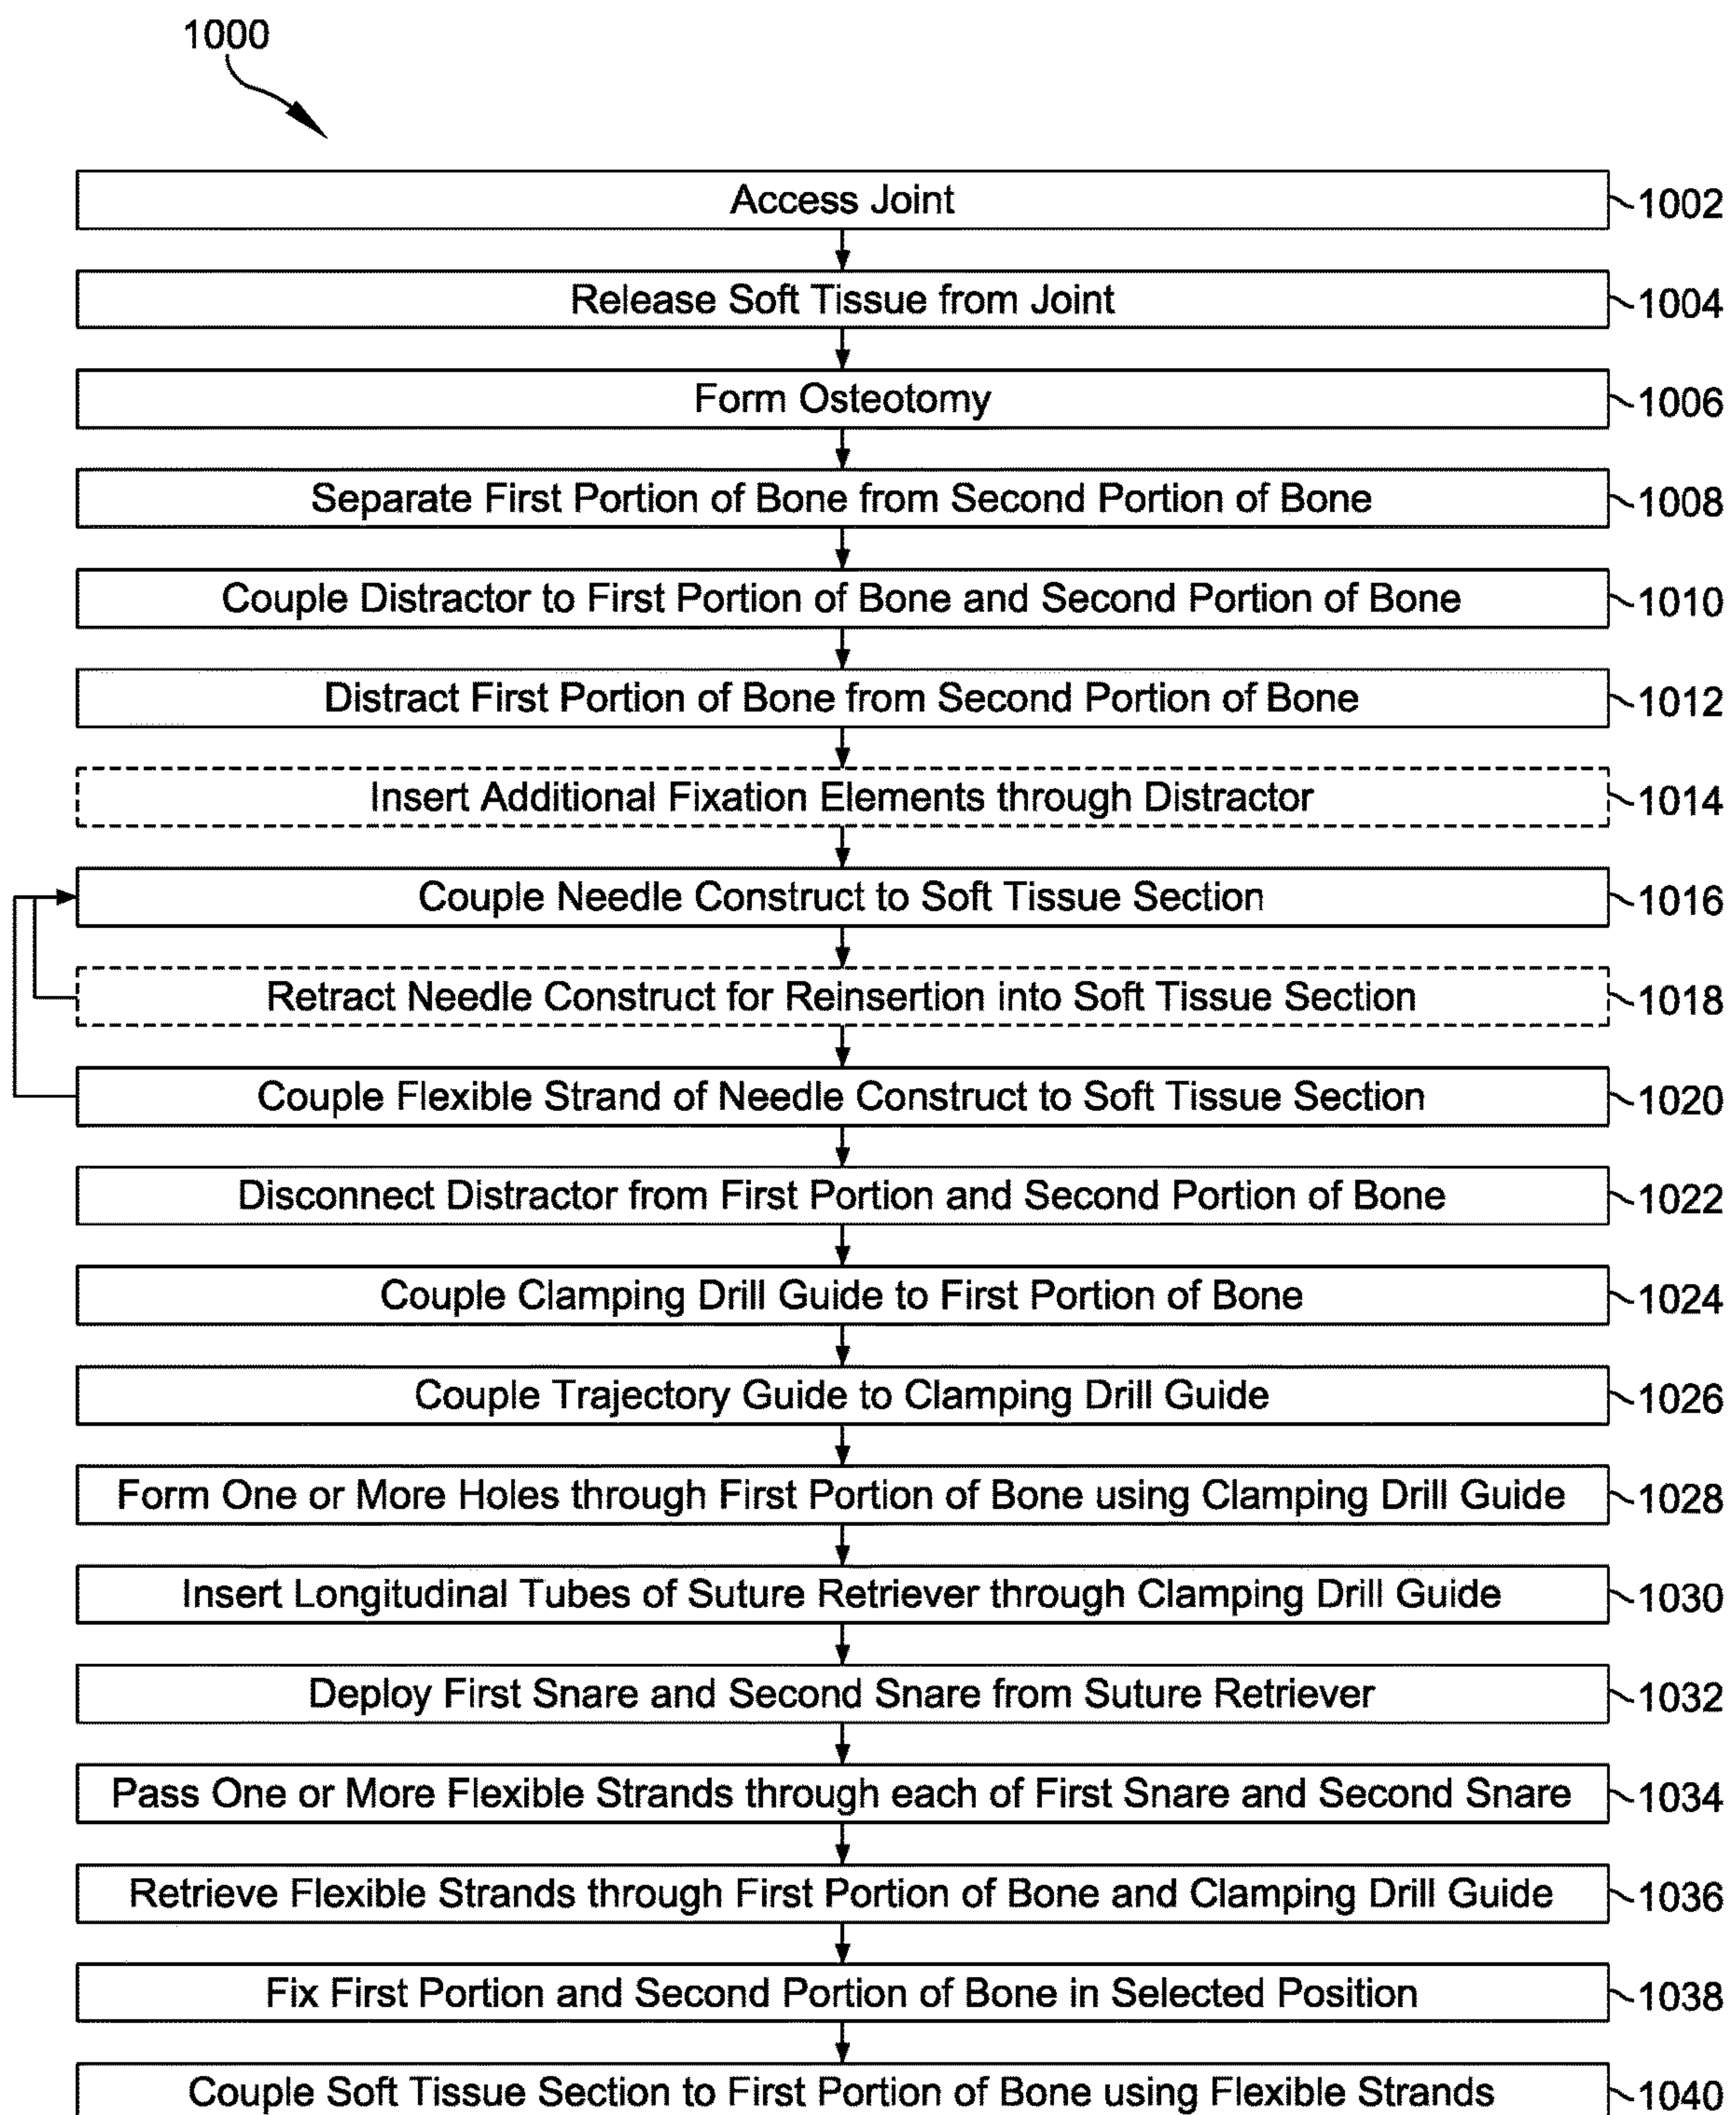 1000
Access Joint 1002
Release Soft Tissue from Joint 1004
Form Osteotomy 1006
Separate First Portion of Bone from Second Portion of Bone 1008
Couple Distractor to First Portion of Bone and Second Portion of Bone 1010
Distract First Portion of Bone from Second Portion of Bone 1012
Insert Additional Fixation Elements through Distractor 1014
Couple Needle Construct to Soft Tissue Section 1016
Retract Needle Construct for Reinsertion into Soft Tissue Section 1018
Couple Flexible Strand of Needle Construct to Soft Tissue Section 1020
Disconnect Distractor from First Portion and Second Portion of Bone 1022
Couple Clamping Drill Guide to First Portion of Bone 1024
Couple Trajectory Guide to Clamping Drill Guide 1026
Form One or More Holes through First Portion of Bone using Clamping Drill Guide 1028
Insert Longitudinal Tubes of Suture Retriever through Clamping Drill Guide 1030
Deploy First Snare and Second Snare from Suture Retriever 1032
Pass One or More Flexible Strands through each of First Snare and Second Snare 1034
Retrieve Flexible Strands through First Portion of Bone and Clamping Drill Guide 1036
Fix First Portion and Second Portion of Bone in Selected Position 1038
Couple Soft Tissue Section to First Portion of Bone using Flexible Strands 1040